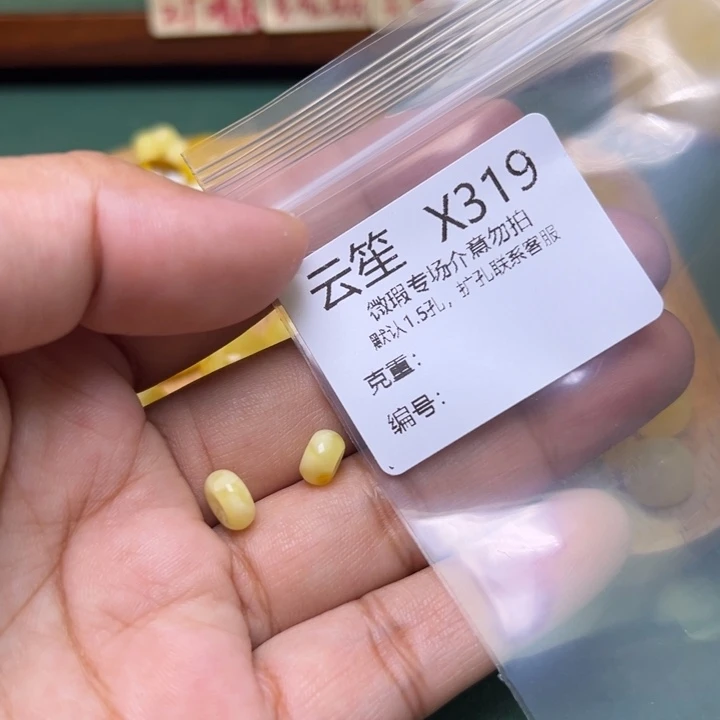 云笙 X319
微瑕专场介意勿拍
默认1.5孔，扩孔联系客服
克重：
编号：